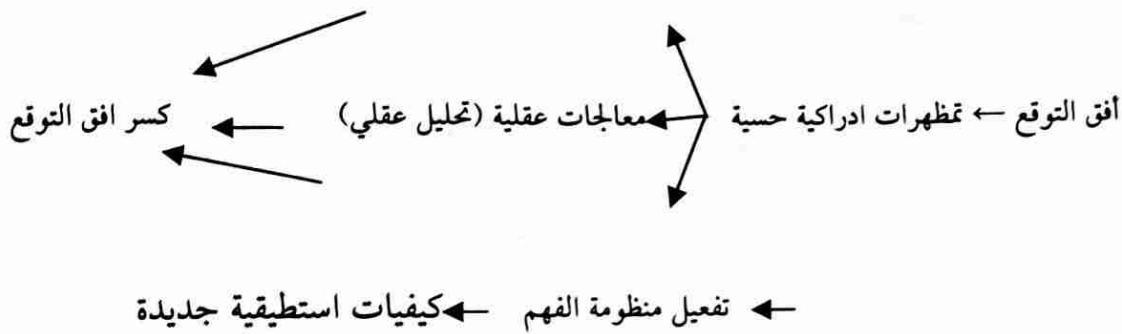 أفق التوقع ← تمظهرات ادراكية حسية معالجات عقلية (تحليل عقلي) كسر افق التوقع
تفعيل منظومة الفهم كيفيات استطيقية جديدة